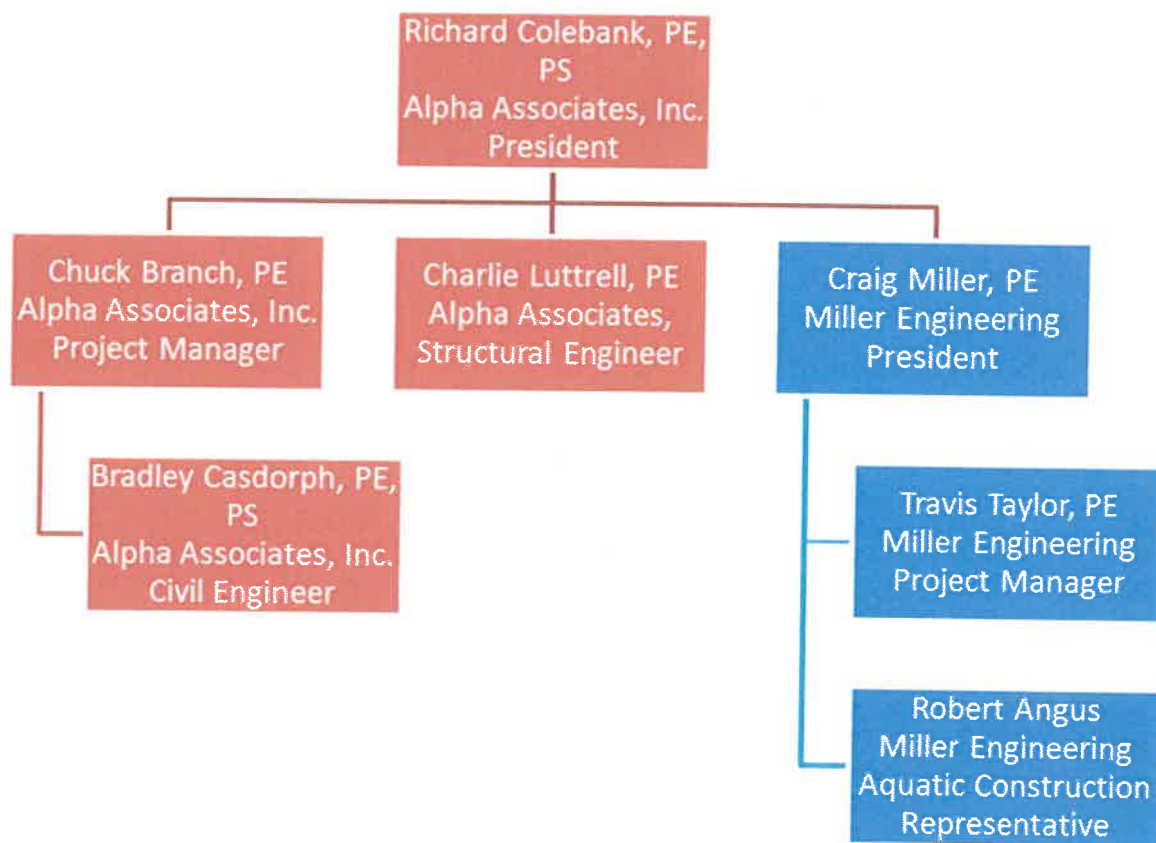 Richard Colebank, PE,
PS
Alpha Associates, Inc.
President
Chuck Branch, PE
Alpha Associates, Inc.
Project Manager
Charlie Luttrell, PE
Alpha Associates,
Structural Engineer
Craig Miller, PE
Miller Engineering
President
Bradley Casdorph, PE,
PS
Alpha Associates, Inc.
Civil Engineer
Travis Taylor, PE
Miller Engineering
Project Manager
Robert Angus
Miller Engineering
Aquatic Construction
Representative